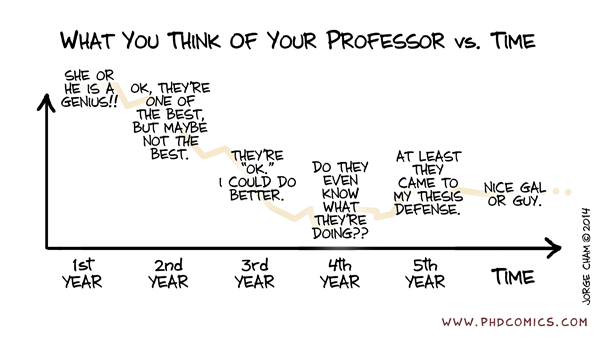 WHAT YOU THINK OF YOUR PROFESSOR VS. TIME
SHE OR
HE IS A
GENIUS!!
OK, THEY'RE
ONE OF
THE BEST,
BUT MAYBE
NOT THE
BEST.
THEY'RE
"OK."
I COULD DO
BETTER.
DO THEY
EVEN
KNOW
WHAT
THEY'RE
DOING??
AT LEAST
THEY
CAME TO
MY THESIS
DEFENSE.
NICE GAL
OR GUY.
1st
YEAR
2nd
YEAR
3rd
YEAR
4th
YEAR
5th
YEAR
TIME
JORGE CHAM © 2014
WWW.PHDCOMICS.COM